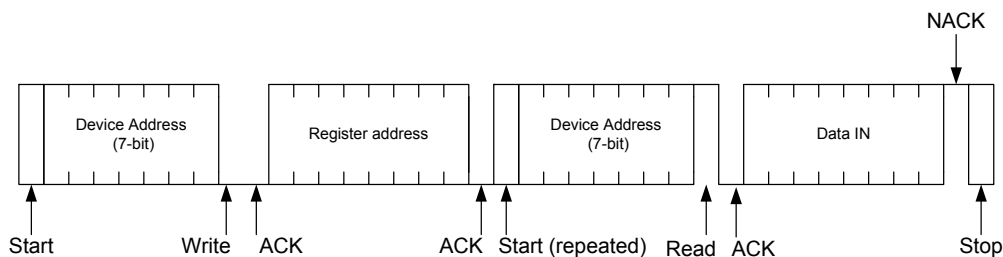 NACK
Device Address
(7-bit)
Register address
Device Address
(7-bit)
Data IN
Start
Write
ACK
ACK
Start (repeated)
Read
ACK
Stop